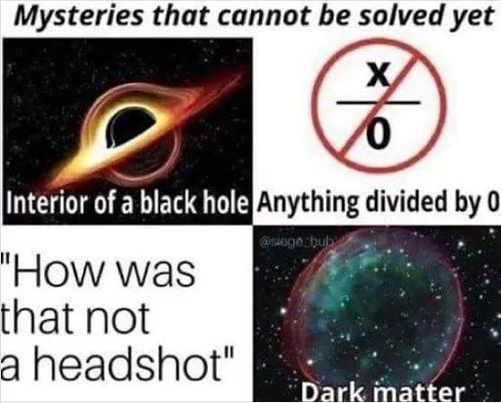 Mysteries that cannot be solved yet
x
0
Interior of a black hole
Anything divided by 0
"How was
that not
a headshot"
@siege_hub
Dark matter